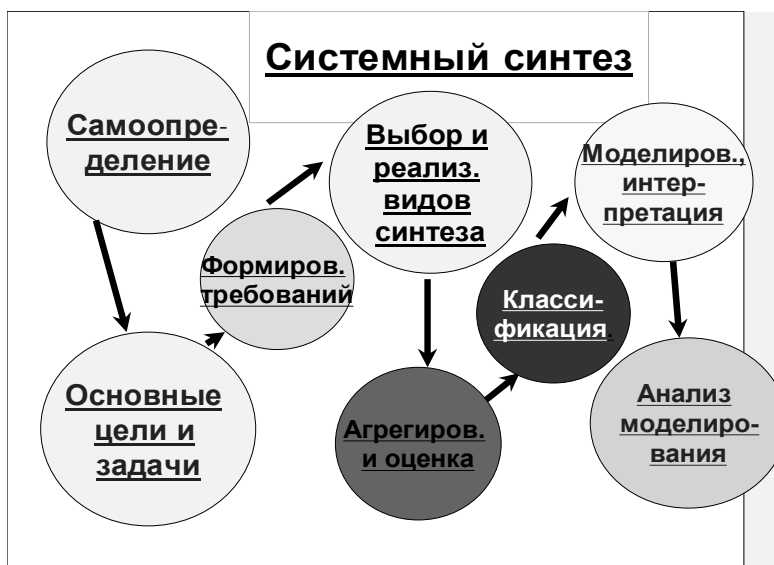 Системный синтез
Самоопре-
деление
Основные
цели и
задачи
Формиров.
требований
Выбор и
реализ.
видов
синтеза
Агрегиров.
и оценка
Класси-
фикация.
Моделиров.,
интер-
претация
Анализ
моделиро-
вания